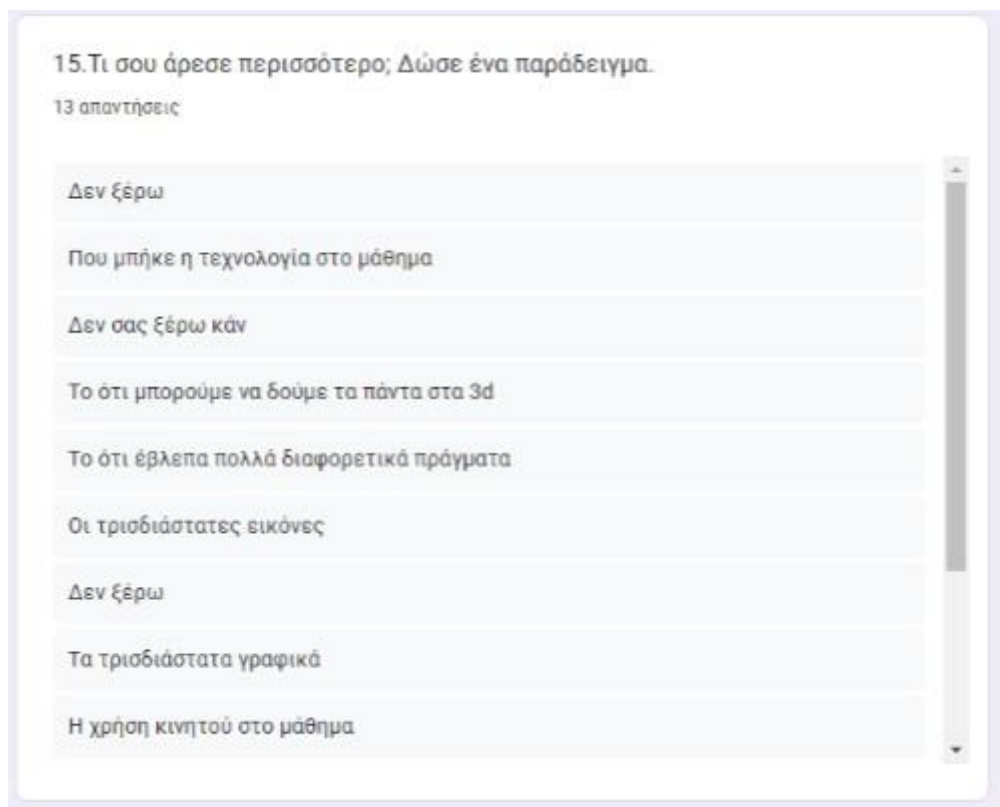 15.Τι σου άρεσε περισσότερο; Δώσε ένα παράδειγμα.
13 απαντήσεις
Δεν ξέρω
Που μπήκε η τεχνολογία στο μάθημα
Δεν σας ξέρω κάν
Το ότι μπορούμε να δούμε τα πάντα στα 3d
Το ότι έβλεπα πολλά διαφορετικά πράγματα
Οι τρισδιάστατες εικόνες
Δεν ξέρω
Τα τρισδιάστατα γραφικά
Η χρήση κινητού στο μάθημα